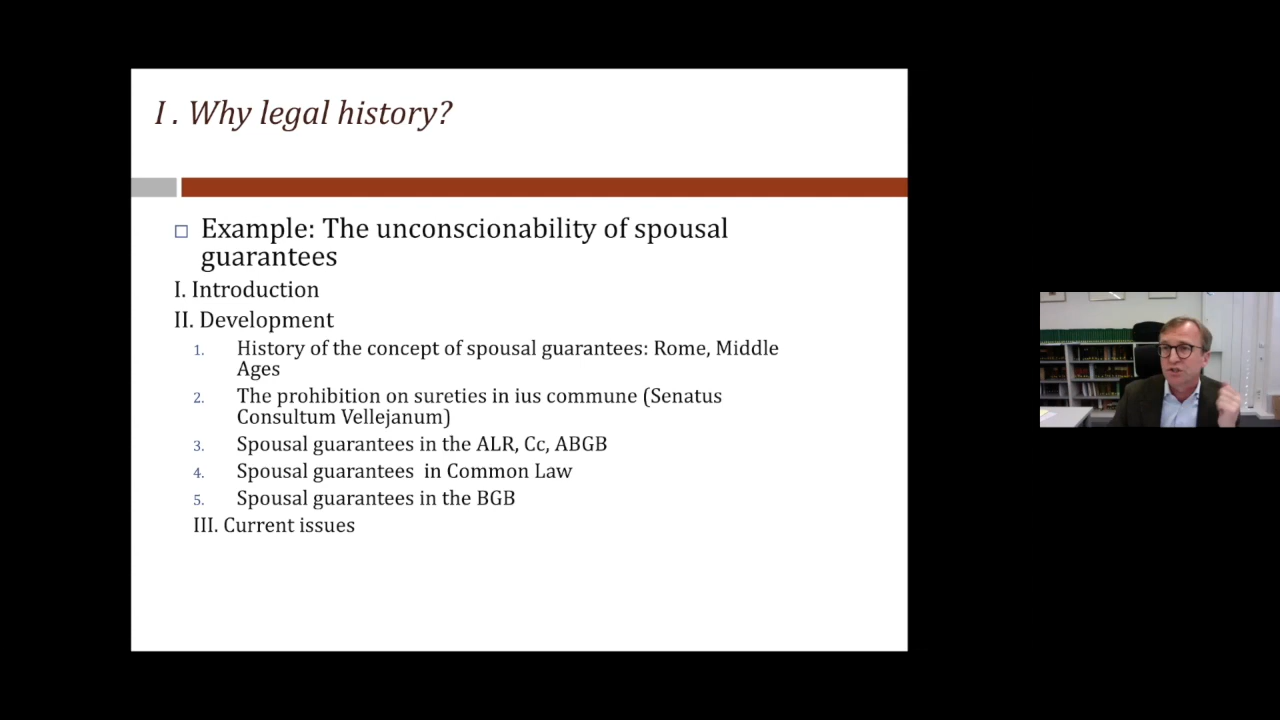 I . Why legal history?
Example: The unconscionability of spousal
guarantees
I. Introduction
II. Development
1. History of the concept of spousal guarantees: Rome, Middle
Ages
2. The prohibition on sureties in ius commune (Senatus
Consultum Vellejanum)
3. Spousal guarantees in the ALR, Cc, ABGB
4. Spousal guarantees  in Common Law
5. Spousal guarantees in the BGB
III. Current issues